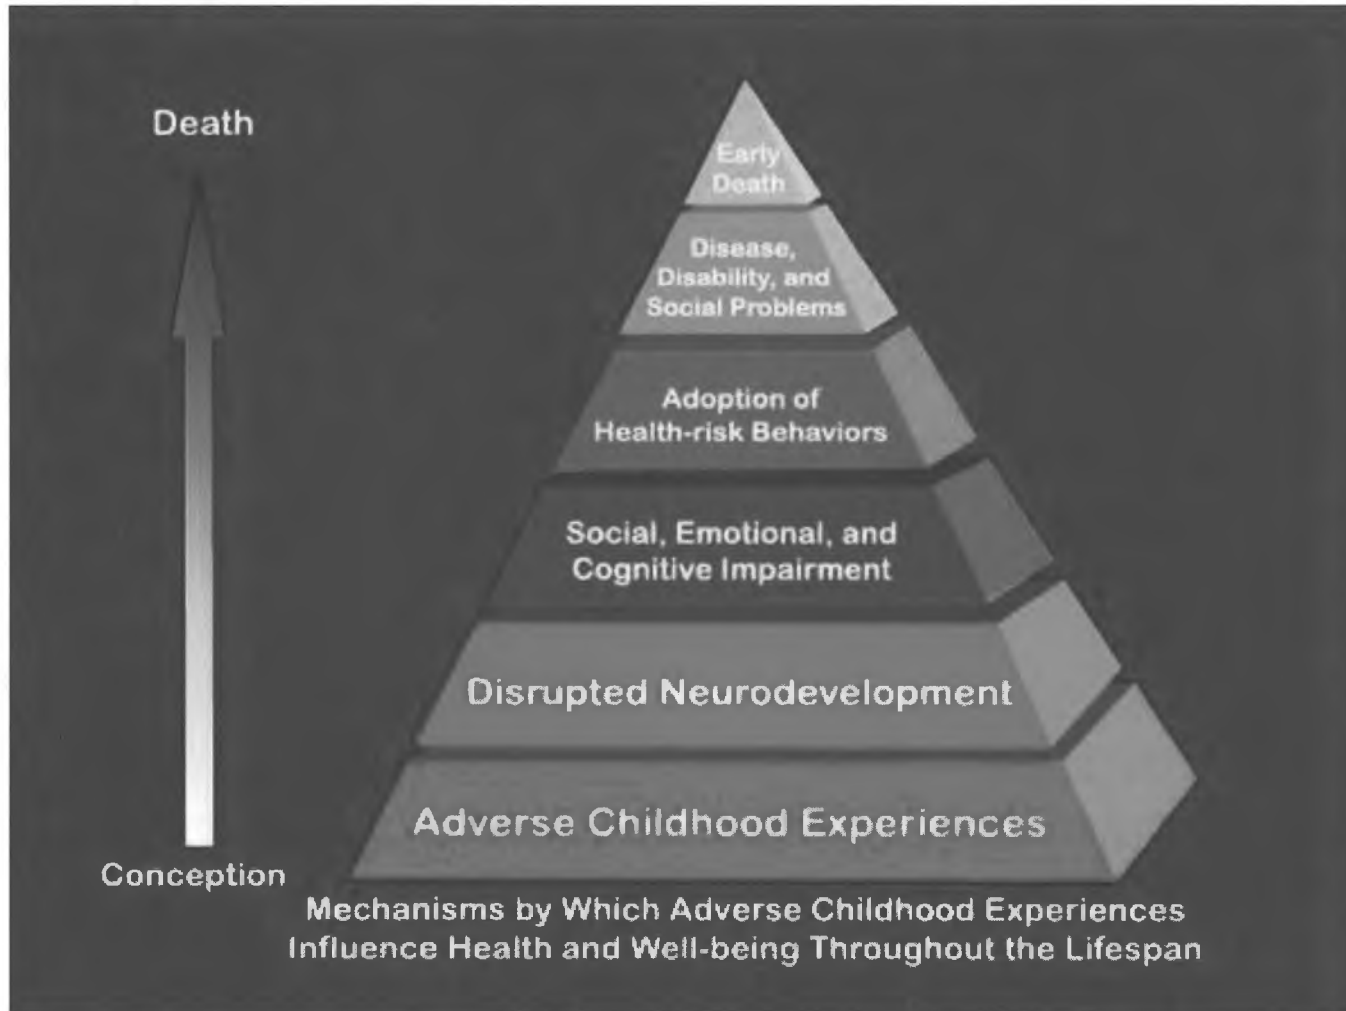 Death
Early
Death
Disease,
Disability, and
Social Problems
Adoption of
Health-risk Behaviors
Social, Emotional, and
Cognitive Impairment
Disrupted Neurodevelopment
Adverse Childhood Experiences
Conception
Mechanisms by Which Adverse Childhood Experiences
Influence Health and Well-being Throughout the Lifespan